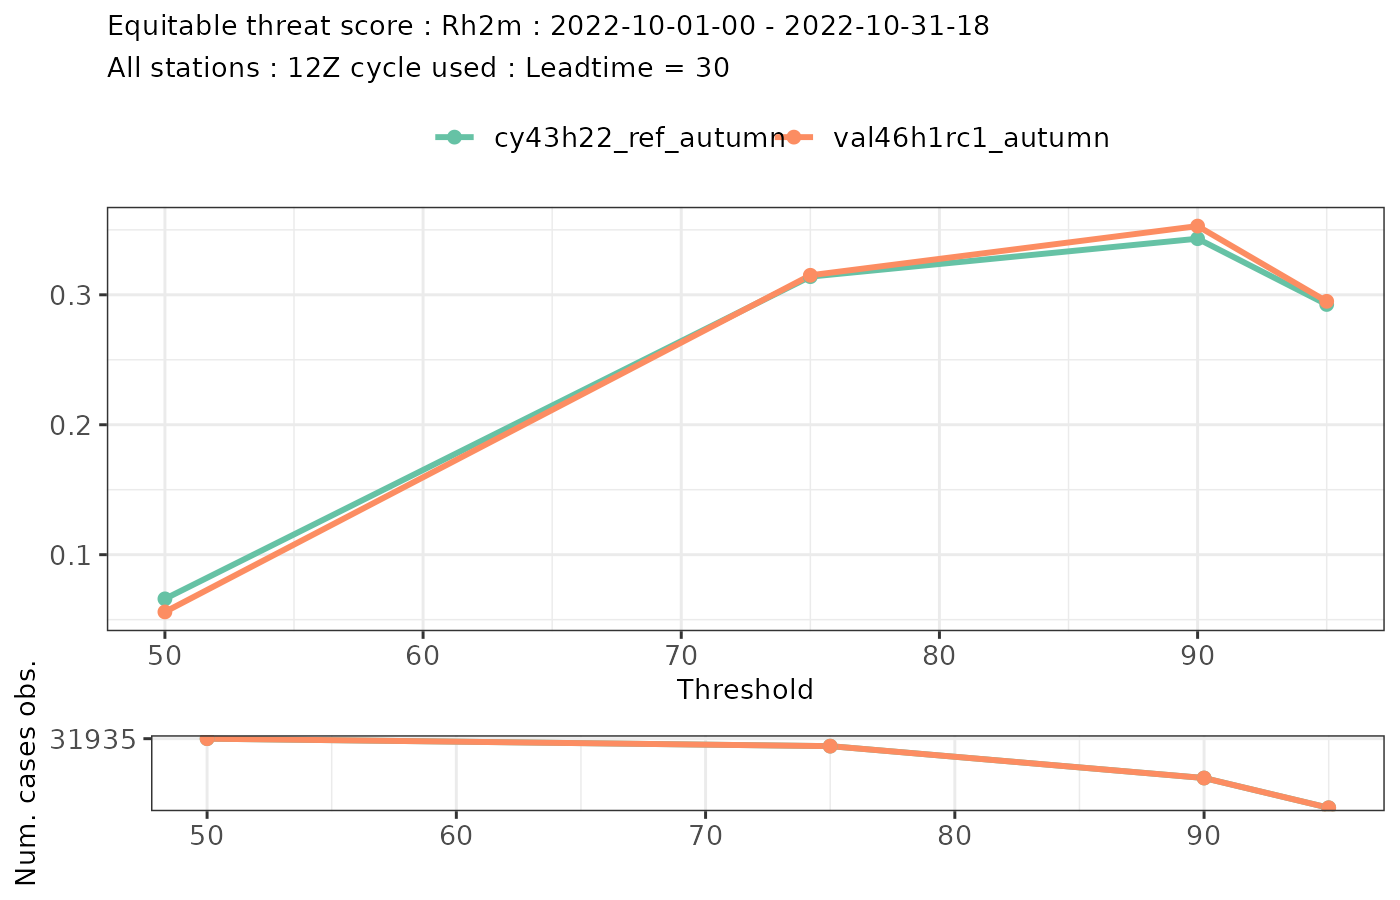 Equitable threat score : Rh2m : 2022-10-01-00 - 2022-10-31-18
All stations : 12Z cycle used : Leadtime = 30
cy43h22_ref_autumn val46h1rc1_autumn
0.3
0.2
0.1
50 60 70 80 90
Threshold
Num. cases obs.
31935
50 60 70 80 90